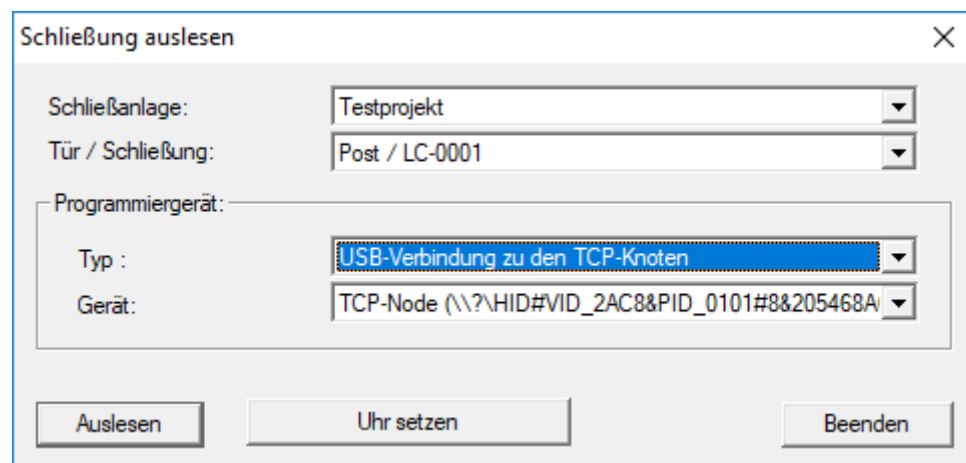 Schließung auslesen
Schließanlage: Testprojekt
Tür / Schließung: Post / LC-0001
Programmiergerät:
Typ : USB-Verbindung zu den TCP-Knoten
Gerät: TCP-Node (\\?\HID#VID_2AC8&PID_0101#8&205468A
Auslesen Uhr setzen Beenden